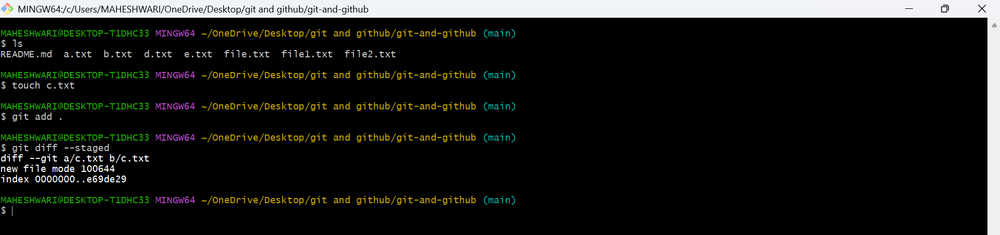 MINGW64:/c/Users/MAHESHWARI/OneDrive/Desktop/git and github/git-and-github
MAHESHWARI@DESKTOP-T1DHC33 MINGW64 ~/OneDrive/Desktop/git and github/git-and-github (main)
$ ls
README.md  a.txt  b.txt  d.txt  e.txt  file.txt  file1.txt  file2.txt
MAHESHWARI@DESKTOP-T1DHC33 MINGW64 ~/OneDrive/Desktop/git and github/git-and-github (main)
$ touch c.txt
MAHESHWARI@DESKTOP-T1DHC33 MINGW64 ~/OneDrive/Desktop/git and github/git-and-github (main)
$ git add .
MAHESHWARI@DESKTOP-T1DHC33 MINGW64 ~/OneDrive/Desktop/git and github/git-and-github (main)
$ git diff --staged
diff --git a/c.txt b/c.txt
new file mode 100644
index 0000000..e69de29
MAHESHWARI@DESKTOP-T1DHC33 MINGW64 ~/OneDrive/Desktop/git and github/git-and-github (main)
$